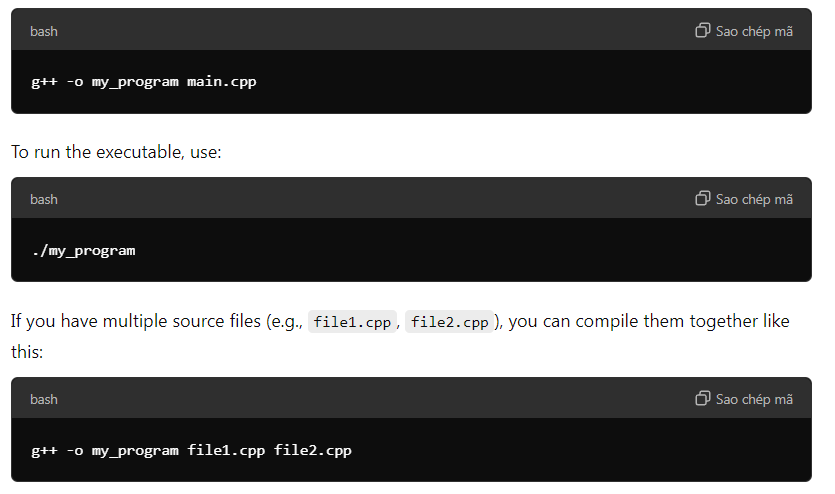 bash Sao chép mã
g++ -o my_program main.cpp
To run the executable, use:
bash Sao chép mã
./my_program
If you have multiple source files (e.g., file1.cpp, file2.cpp), you can compile them together like
this:
bash Sao chép mã
g++ -o my_program file1.cpp file2.cpp